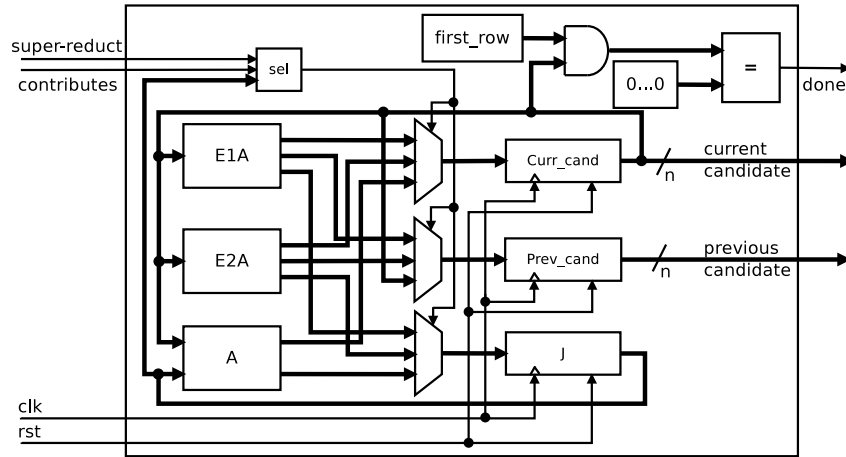 super-reduct
contributes
sel
first_row
0...0
=
done
E1A
Curr_cand
n
current
candidate
E2A
Prev_cand
n
previous
candidate
A
J
clk
rst